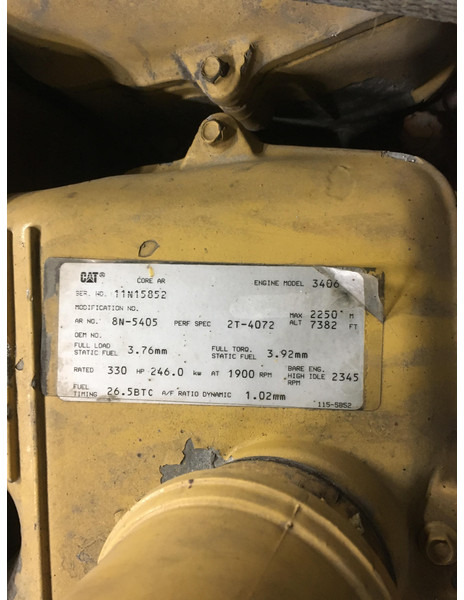 CAT® CORE AR ENGINE MODEL 3406
SER. NO. 11N15852
MODIFICATION NO.
AR NO. 8N-5405 PERF SPEC 2T-4072 MAX ALT 2250 M 7382 FT
OEM NO.
FULL LOAD STATIC FUEL 3.76mm FULL TORQ. STATIC FUEL 3.92mm
RATED 330 HP 246.0 kw AT 1900 RPM BARE ENG. HIGH IDLE RPM 2345
FUEL TIMING 26.5BTC A/F RATIO DYNAMIC 1.02mm
115-5852